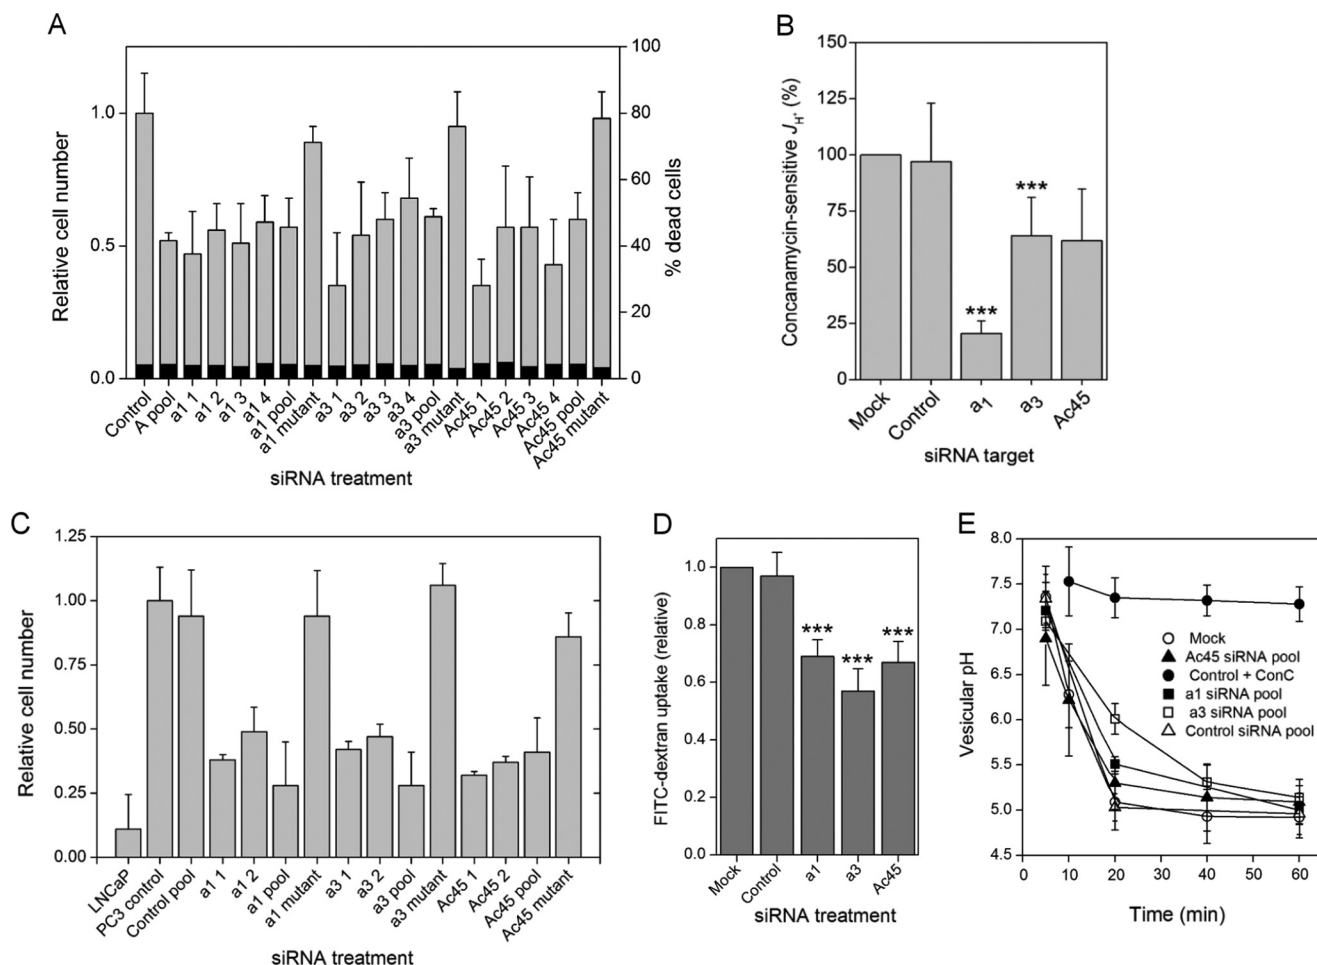 A
Relative cell number
1.0
0.5
0.0
100
80
60
40
20
0
% dead cells
Control
A pool
a1 1
a1 2
a1 3
a1 4
a1 pool
a1 mutant
a3 1
a3 2
a3 3
a3 4
a3 pool
a3 mutant
Ac45 1
Ac45 2
Ac45 3
Ac45 4
Ac45 pool
Ac45 mutant
siRNA treatment
B
Concanamycin-sensitive JH+ (%)
150
125
100
75
50
25
0
***
***
Mock
Control
a1
a3
Ac45
siRNA target
C
Relative cell number
1.25
1.00
0.75
0.50
0.25
0.00
LNCaP
PC3 control
Control pool
a1 1
a1 2
a1 pool
a1 mutant
a3 1
a3 2
a3 pool
a3 mutant
Ac45 1
Ac45 2
Ac45 pool
Ac45 mutant
siRNA treatment
D
FITC-dextran uptake (relative)
1.0
0.8
0.6
0.4
0.2
0.0
***
***
***
Mock
Control
a1
a3
Ac45
siRNA treatment
E
Vesicular pH
8.0
7.5
7.0
6.5
6.0
5.5
5.0
4.5
Mock
Ac45 siRNA pool
Control + ConC
a1 siRNA pool
a3 siRNA pool
Control siRNA pool
0 10 20 30 40 50 60
Time (min)